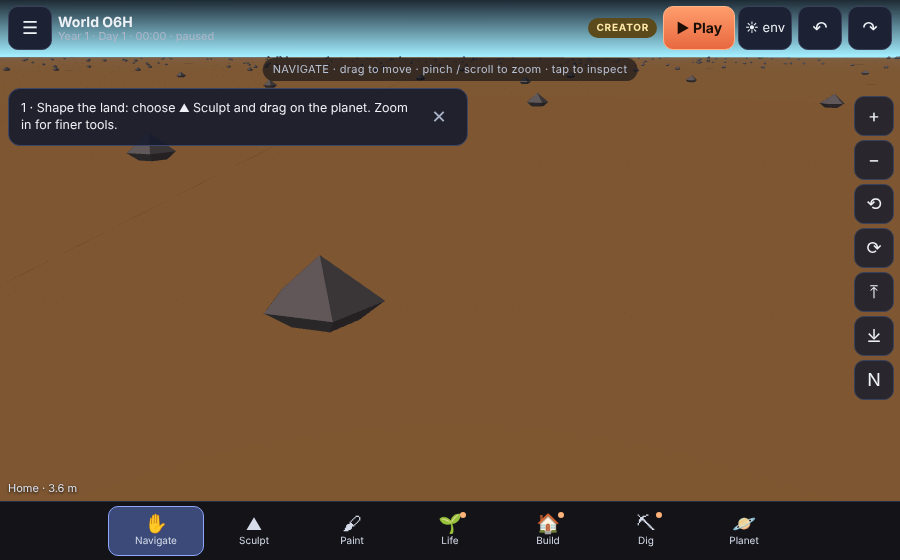 World O6H
Year 1 · Day 1 · 00:00 · paused
CREATOR
▶ Play
☀ env
NAVIGATE · drag to move · pinch / scroll to zoom · tap to inspect
1 · Shape the land: choose ▲ Sculpt and drag on the planet. Zoom
in for finer tools.
N
Home · 3.6 m
Navigate
Sculpt
Paint
Life
Build
Dig
Planet